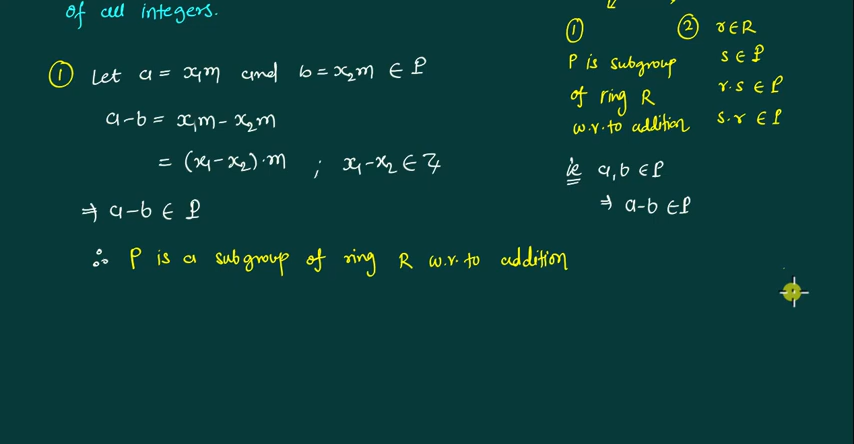 of all integers.
① Let a = x₁m and b = x₂m ∈ P
a-b = x₁m - x₂m
= (x₁-x₂)·m ; x₁-x₂ ∈ Z
⇒ a-b ∈ P
∴ P is a subgroup of ring R w.r.to addition
①
P is subgroup
of ring R
w.r.to addition
② r∈R
s∈P
r.s ∈ P
s.r ∈ P
ie a,b ∈P
⇒ a-b ∈P